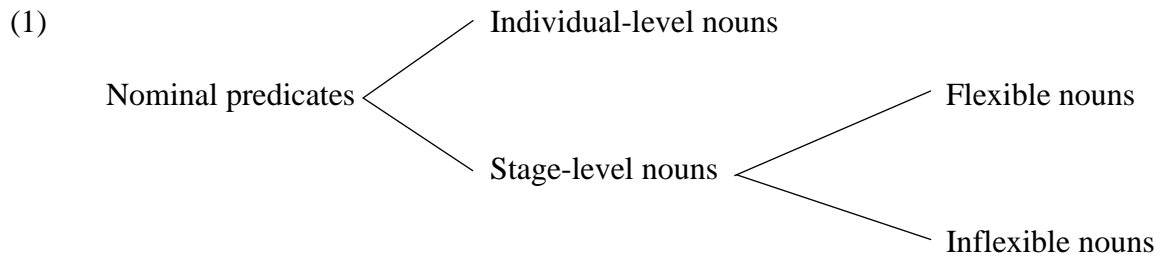 (1)
Individual-level nouns
Nominal predicates
Flexible nouns
Stage-level nouns
Inflexible nouns